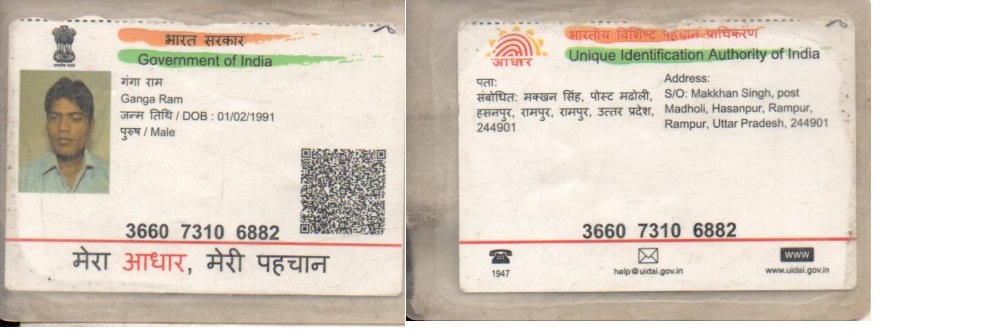 भारत सरकार
Government of India
गंगा राम
Ganga Ram
जन्म तिथि / DOB : 01/02/1991
पुरुष / Male
3660 7310 6882
मेरा आधार, मेरी पहचान
भारतीय विशिष्ट पहचान प्राधिकरण
आधार
Unique Identification Authority of India
पता:
संबोधित: मक्खन सिंह, पोस्ट मढोली,
हसनपुर, रामपुर, रामपुर, उत्तर प्रदेश,
244901
Address:
S/O: Makkhan Singh, post
Madholi, Hasanpur, Rampur,
Rampur, Uttar Pradesh, 244901
3660 7310 6882
1947
help@uidai.gov.in
www
www.uidai.gov.in